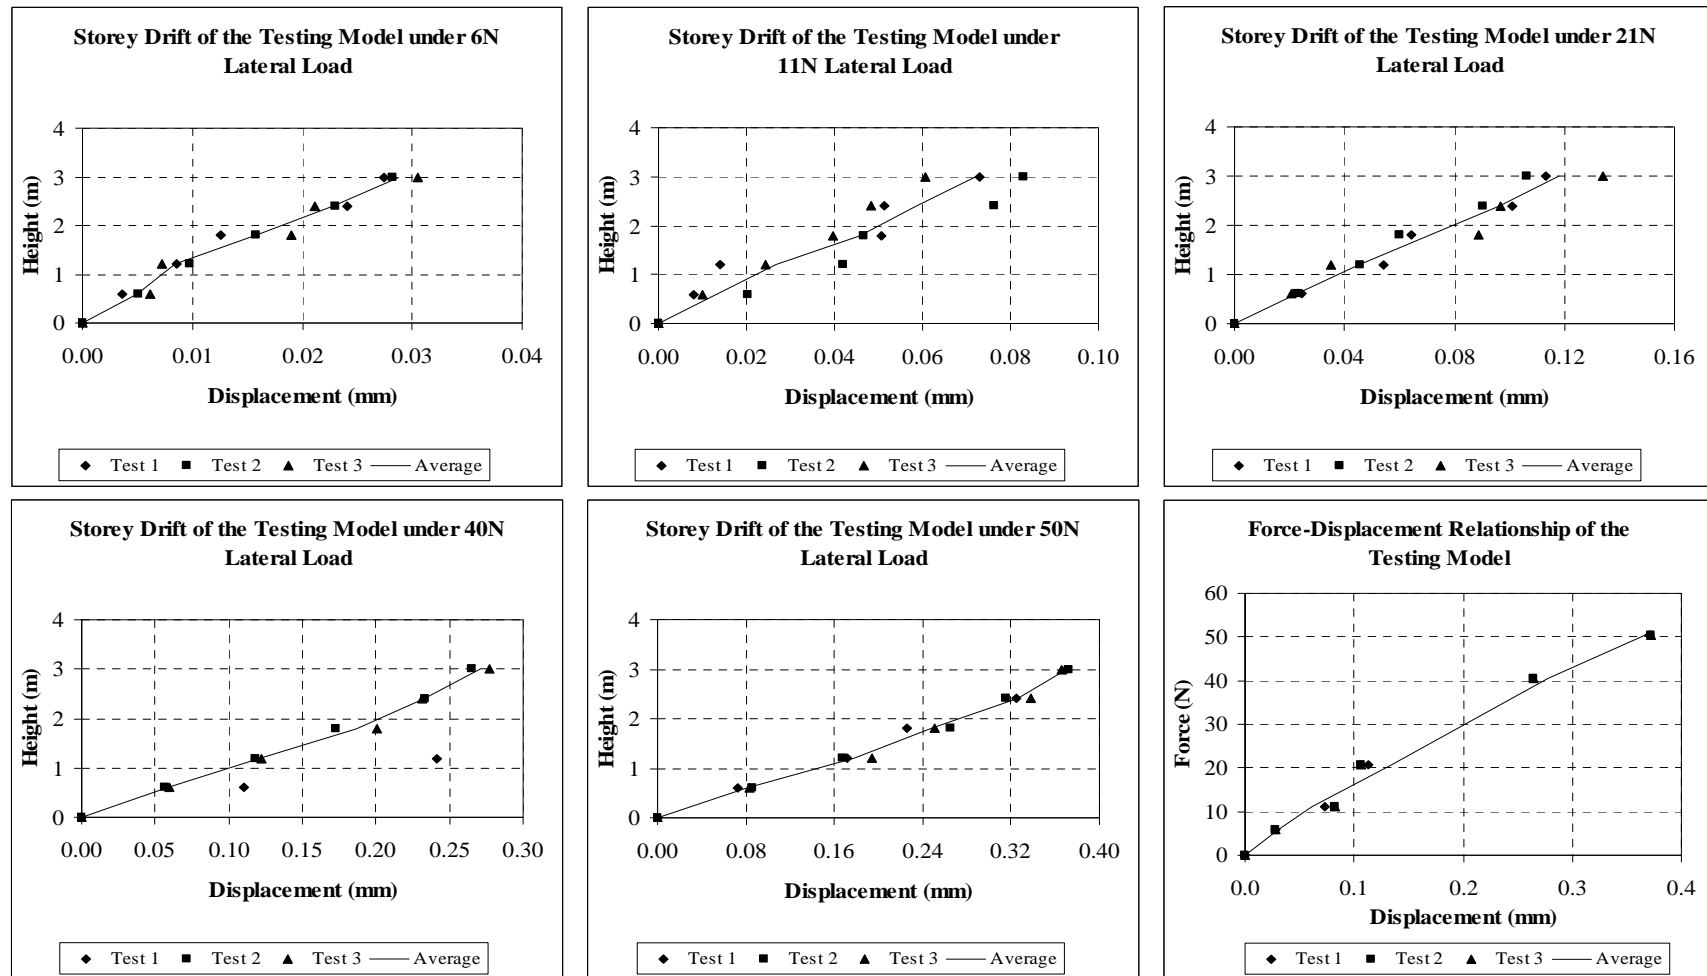 Storey Drift of the Testing Model under 6N
Lateral Load
4
3
2
1
0
Height (m)
0.00 0.01 0.02 0.03 0.04
Displacement (mm)
Test 1 Test 2 Test 3 Average
Storey Drift of the Testing Model under
11N Lateral Load
4
3
2
1
0
Height (m)
0.00 0.02 0.04 0.06 0.08 0.10
Displacement (mm)
Test 1 Test 2 Test 3 Average
Storey Drift of the Testing Model under 21N
Lateral Load
4
3
2
1
0
Height (m)
0.00 0.04 0.08 0.12 0.16
Displacement (mm)
Test 1 Test 2 Test 3 Average
Storey Drift of the Testing Model under 40N
Lateral Load
4
3
2
1
0
Height (m)
0.00 0.05 0.10 0.15 0.20 0.25 0.30
Displacement (mm)
Test 1 Test 2 Test 3 Average
Storey Drift of the Testing Model under 50N
Lateral Load
4
3
2
1
0
Height (m)
0.00 0.08 0.16 0.24 0.32 0.40
Displacement (mm)
Test 1 Test 2 Test 3 Average
Force-Displacement Relationship of the
Testing Model
60
50
40
30
20
10
0
Force (N)
0.0 0.1 0.2 0.3 0.4
Displacement (mm)
Test 1 Test 2 Test 3 Average